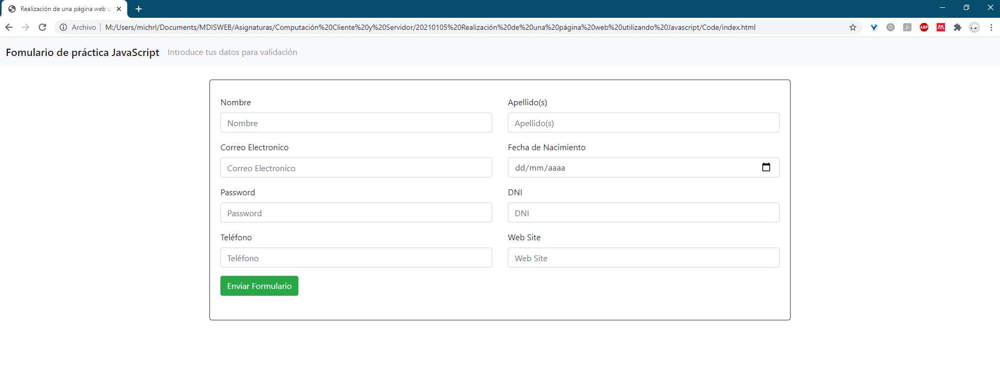 Realización de una página web u
Archivo M:/Users/michrl/Documents/MDISWEB/Asignaturas/Computación%20Cliente%20y%20Servidor/20210105%20Realización%20de%20una%20página%20web%20utilizando%20Javascript/Code/index.html
ABP
Fomulario de práctica JavaScript Introduce tus datos para validación
Nombre Apellido(s)
Nombre Apellido(s)
Correo Electronico Fecha de Nacimiento
Correo Electronico dd/mm/aaaa
Password DNI
Password DNI
Teléfono Web Site
Teléfono Web Site
Enviar Formulario